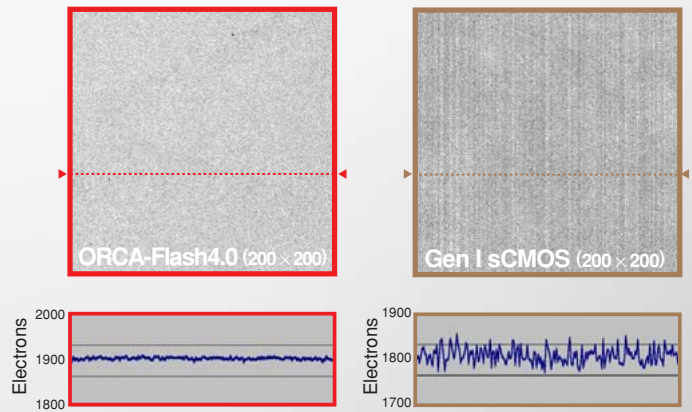 ORCA-Flash4.0 (200 × 200)
Gen I sCMOS (200 × 200)
Electrons
2000
1900
1800
Electrons
1900
1800
1700